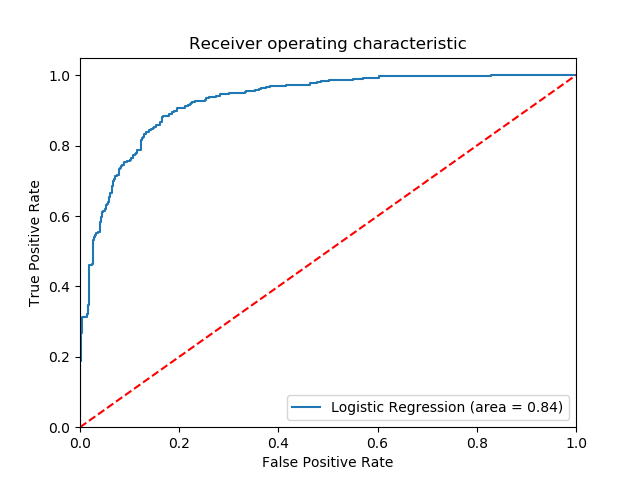 Receiver operating characteristic
1.0
0.8
0.6
0.4
0.2
0.0
True Positive Rate
Logistic Regression (area = 0.84)
0.0 0.2 0.4 0.6 0.8 1.0
False Positive Rate